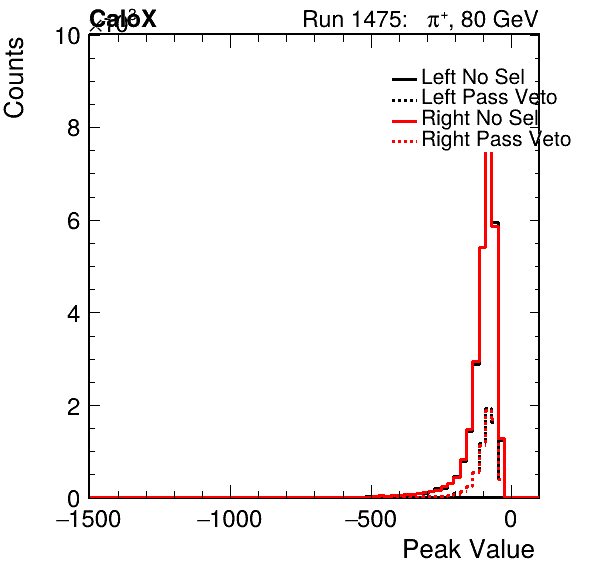 CaloX Run 1475: π⁺, 80 GeV
×10³
Counts
10
8
6
4
2
0
Left No Sel
Left Pass Veto
Right No Sel
Right Pass Veto
−1500 −1000 −500 0
Peak Value